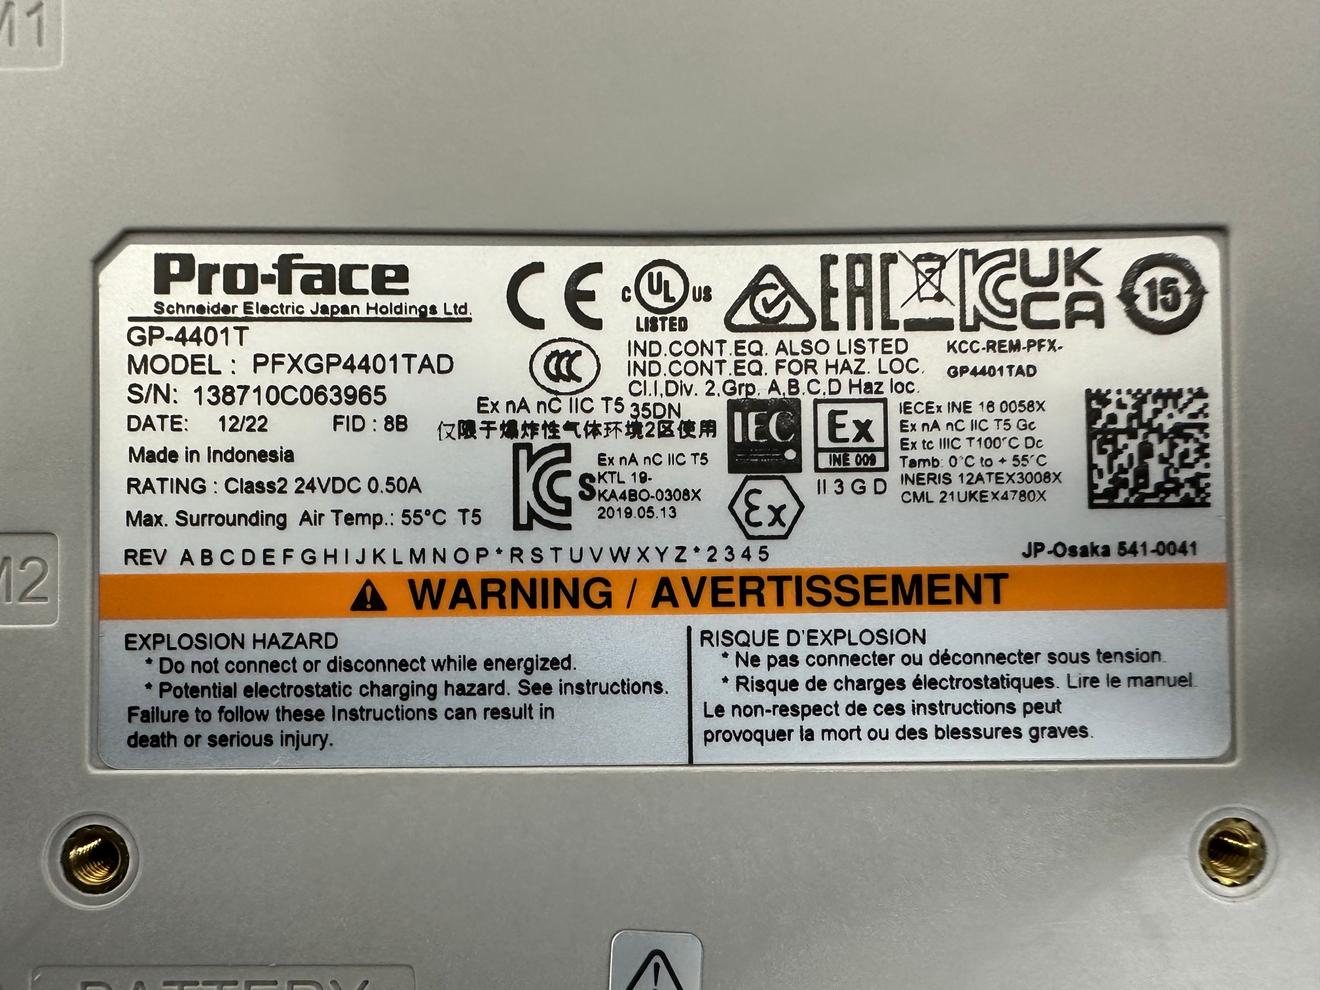 M1
Pro-face
Schneider Electric Japan Holdings Ltd.
GP-4401T
MODEL : PFXGP4401TAD
S/N: 138710C063965
DATE: 12/22 FID : 8B
Made in Indonesia
RATING : Class2 24VDC 0.50A
Max. Surrounding Air Temp.: 55°C T5
REV A B C D E F G H I J K L M N O P * R S T U V W X Y Z * 2 3 4 5
CE
C UL US
LISTED
EAC
UK
CA
15
CCC
IND.CONT.EQ. ALSO LISTED
IND.CONT.EQ. FOR HAZ. LOC.
Cl.I,Div. 2,Grp. A,B,C,D Haz loc.
35DN
KCC-REM-PFX-
GP4401TAD
Ex nA nC IIC T5
仅限于爆炸性气体环境2区使用
S
Ex nA nC IIC T5
KTL 19-
KA4BO-0308X
2019.05.13
IEC
Ex
INE 009
Ex
II 3 G D
IECEx INE 16 0058X
Ex nA nC IIC T5 Gc
Ex tc IIIC T100°C Dc
Tamb: 0°C to + 55°C
INERIS 12ATEX3008X
CML 21UKEX4780X
JP-Osaka 541-0041
M2
WARNING / AVERTISSEMENT
EXPLOSION HAZARD
* Do not connect or disconnect while energized.
* Potential electrostatic charging hazard. See instructions.
Failure to follow these Instructions can result in
death or serious injury.
RISQUE D'EXPLOSION
* Ne pas connecter ou déconnecter sous tension.
* Risque de charges électrostatiques. Lire le manuel.
Le non-respect de ces instructions peut
provoquer la mort ou des blessures graves.
BATTERY